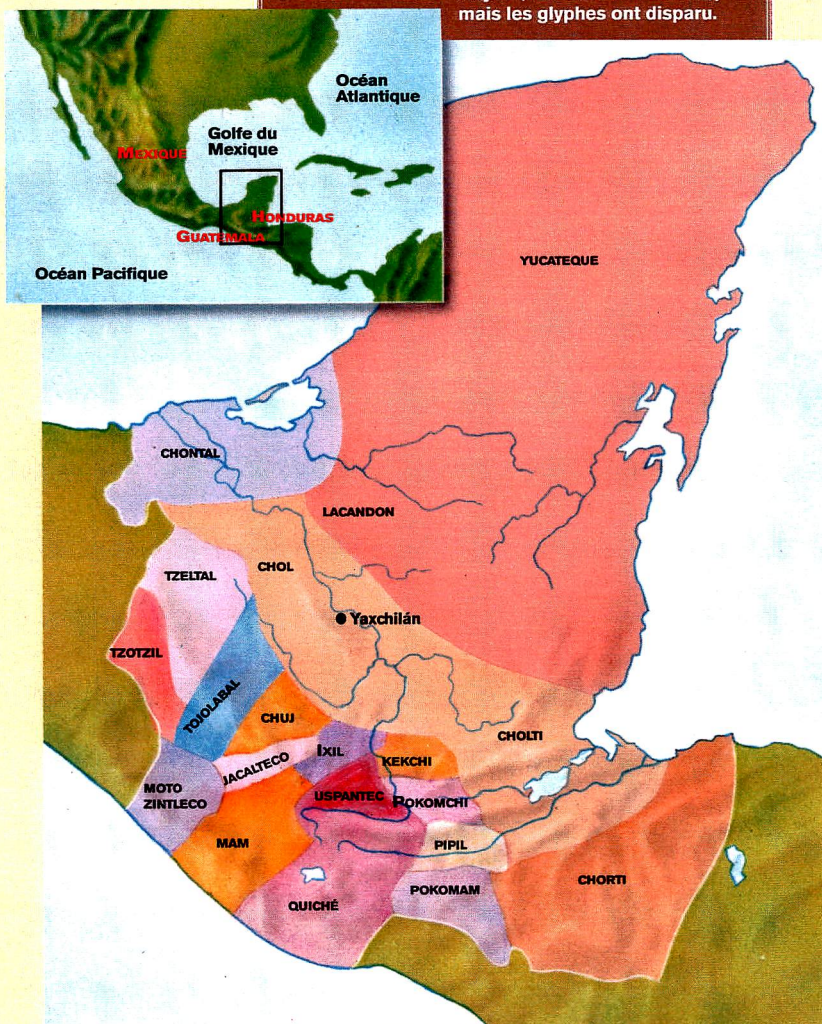 mais les glyphes ont disparu.
Océan
Atlantique
Golfe du
Mexique
MEXIQUE
HONDURAS
GUATEMALA
Océan Pacifique
YUCATEQUE
CHONTAL
LACANDON
CHOL
TZELTAL
Yaxchilán
TZOTZIL
TOJOLABAL
CHUJ
CHOLTI
IXIL
KEKCHI
JACALTECO
MOTO
ZINTLECO
USPANTEC
POKOMCHI
MAM
PIPIL
CHORTI
POKOMAM
QUICHÉ